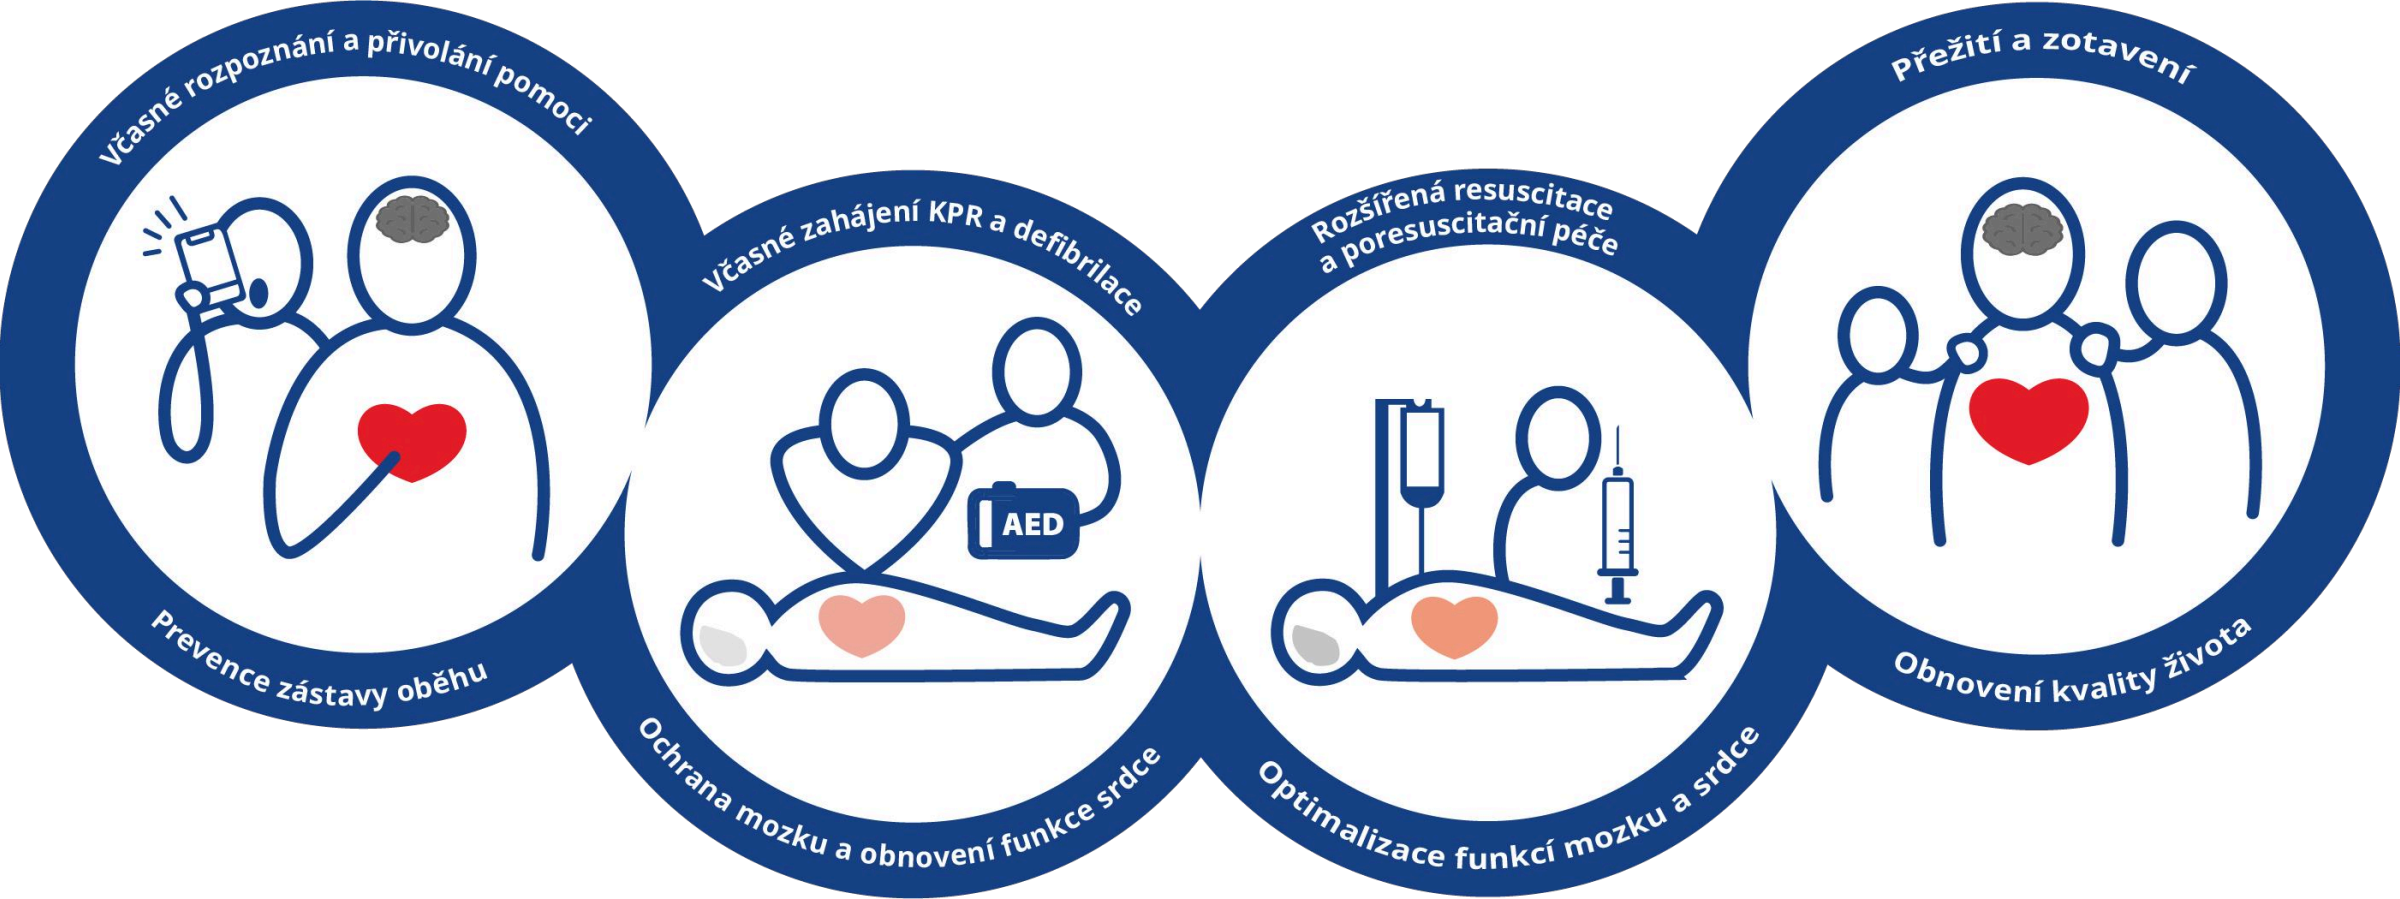 Včasné rozpoznání a přivolání pomoci
Prevence zástavy oběhu
Včasné zahájení KPR a defibrilace
AED
Ochrana mozku a obnovení funkce srdce
Rozšířená resuscitace
a poresuscitační péče
Optimalizace funkcí mozku a srdce
Přežití a zotavení
Obnovení kvality života